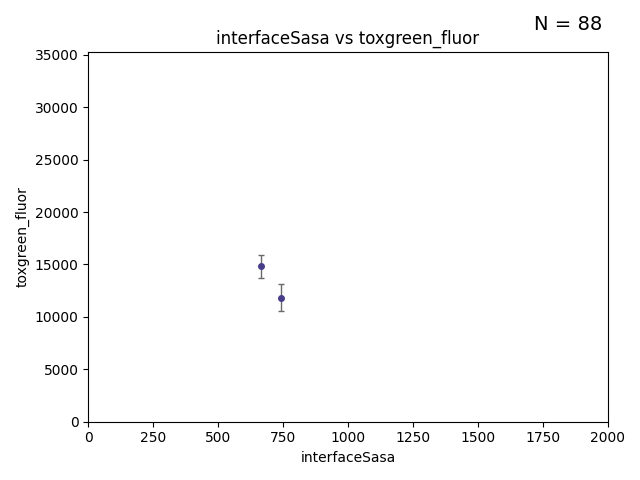 N = 88
interfaceSasa vs toxgreen_fluor
35000
30000
25000
20000
15000
10000
5000
0
toxgreen_fluor
0 250 500 750 1000 1250 1500 1750 2000
interfaceSasa